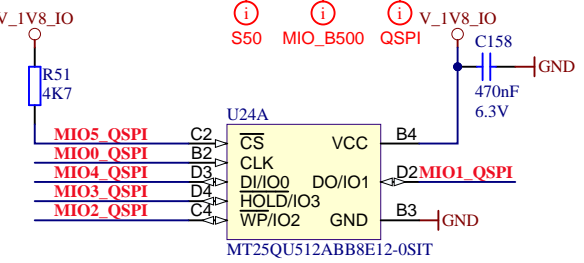 V_1V8_IO
S50
MIO_B500
QSPI
V_1V8_IO
C158
GND
470nF
6.3V
R51
4K7
U24A
MIO5_QSPI C2 CS VCC B4
MIO0_QSPI B2 CLK
MIO4_QSPI D3 DI/IO0 DO/IO1 D2 MIO1_QSPI
MIO3_QSPI D4 HOLD/IO3
MIO2_QSPI C4 WP/IO2 GND B3 GND
MT25QU512ABB8E12-0SIT